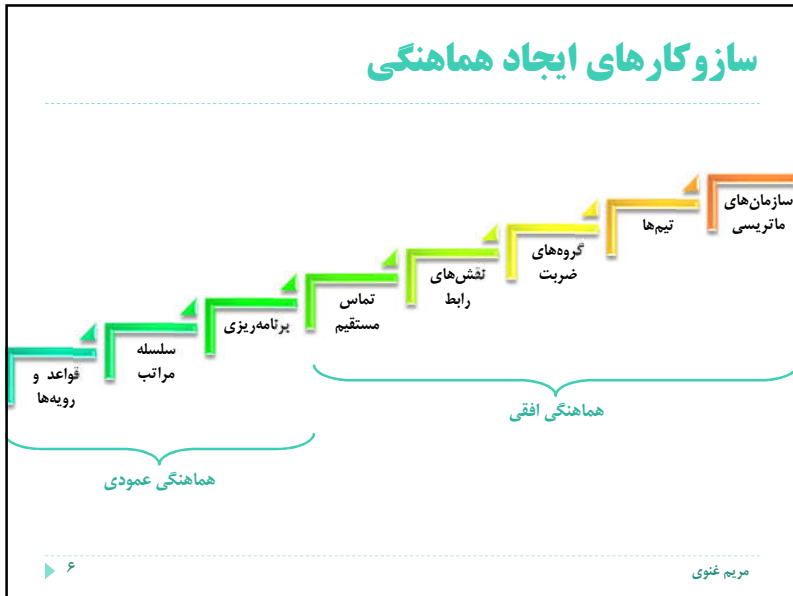 سازوکارهای ایجاد هماهنگی
سازمان‌های
ماتریسی
تیم‌ها
گروه‌های
ضربت
نقش‌های
رابط
تماس
مستقیم
برنامه‌ریزی
سلسله
مراتب
قواعد و
رویه‌ها
هماهنگی افقی
هماهنگی عمودی
مریم غنوی
۶